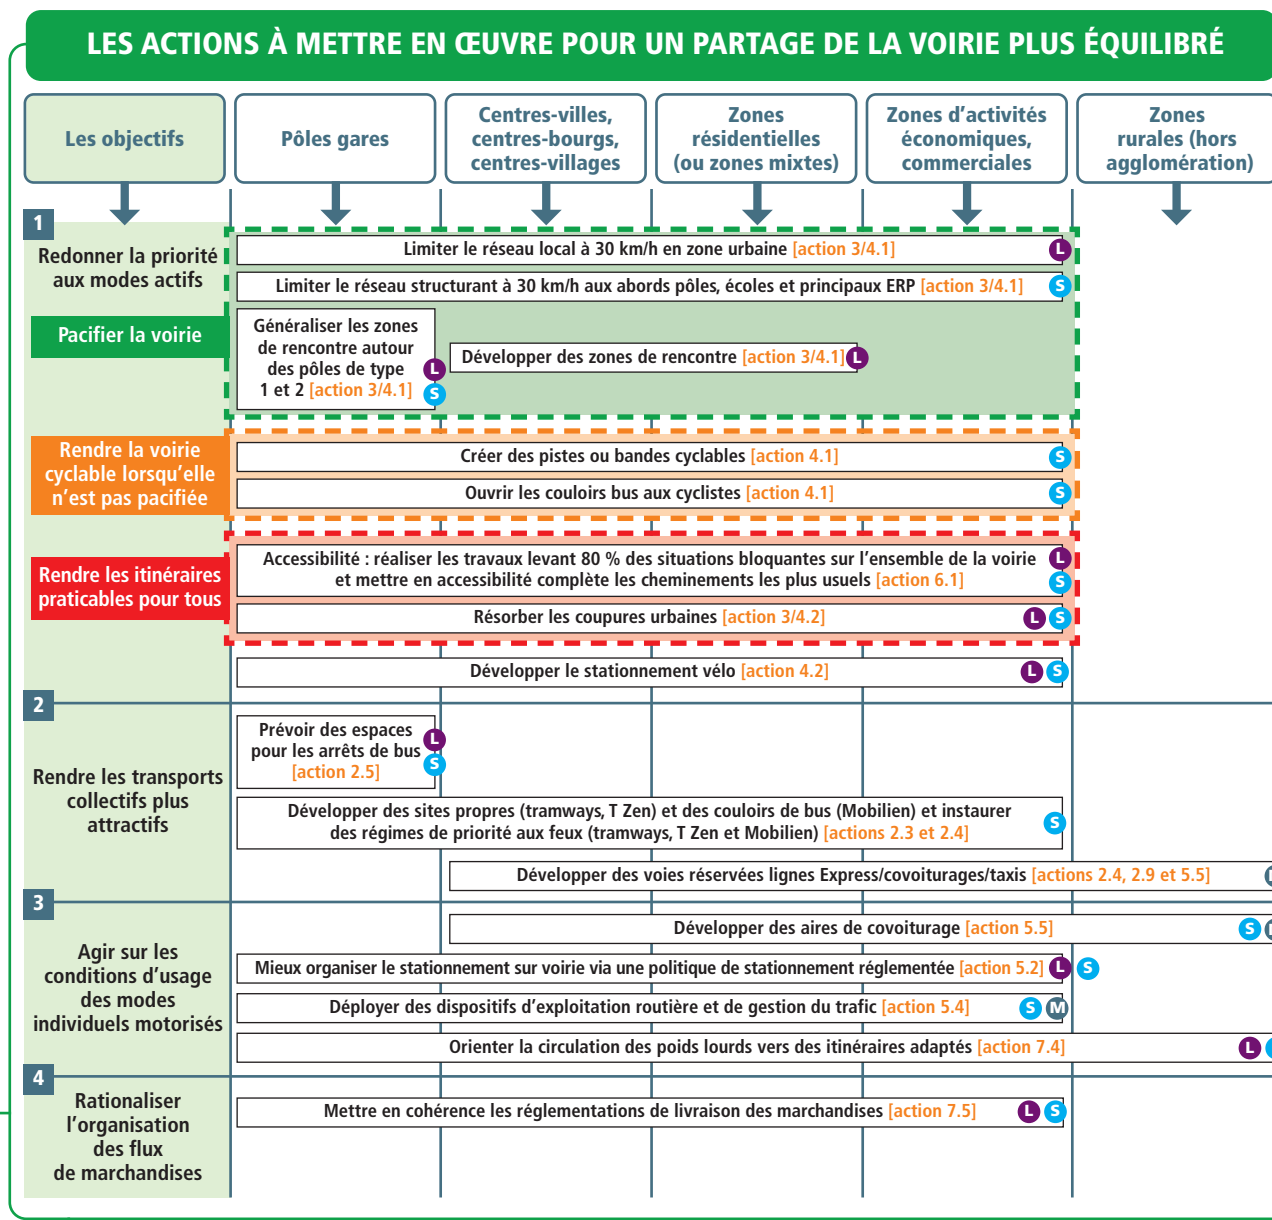 LES ACTIONS À METTRE EN ŒUVRE POUR UN PARTAGE DE LA VOIRIE PLUS ÉQUILIBRÉ
Les objectifs
Pôles gares
Centres-villes,
centres-bourgs,
centres-villages
Zones
résidentielles
(ou zones mixtes)
Zones d'activités
économiques,
commerciales
Zones
rurales (hors
agglomération)
1
Redonner la priorité
aux modes actifs
Limiter le réseau local à 30 km/h en zone urbaine [action 3/4.1] L
Limiter le réseau structurant à 30 km/h aux abords pôles, écoles et principaux ERP [action 3/4.1] S
Pacifier la voirie
Généraliser les zones
de rencontre autour
des pôles de type
1 et 2 [action 3/4.1]
L
S
Développer des zones de rencontre [action 3/4.1] L
Rendre la voirie
cyclable lorsqu'elle
n'est pas pacifiée
Créer des pistes ou bandes cyclables [action 4.1] S
Ouvrir les couloirs bus aux cyclistes [action 4.1] S
Rendre les itinéraires
praticables pour tous
Accessibilité : réaliser les travaux levant 80 % des situations bloquantes sur l'ensemble de la voirie
et mettre en accessibilité complète les cheminements les plus usuels [action 6.1]
L
S
Résorber les coupures urbaines [action 3/4.2] L S
Développer le stationnement vélo [action 4.2] L S
2
Rendre les transports
collectifs plus
attractifs
Prévoir des espaces
pour les arrêts de bus
[action 2.5]
L
S
Développer des sites propres (tramways, T Zen) et des couloirs de bus (Mobilien) et instaurer
des régimes de priorité aux feux (tramways, T Zen et Mobilien) [actions 2.3 et 2.4]
S
Développer des voies réservées lignes Express/covoiturages/taxis [actions 2.4, 2.9 et 5.5]
3
Agir sur les
conditions d'usage
des modes
individuels motorisés
Développer des aires de covoiturage [action 5.5] S
Mieux organiser le stationnement sur voirie via une politique de stationnement réglementée [action 5.2] L S
Déployer des dispositifs d'exploitation routière et de gestion du trafic [action 5.4] S M
Orienter la circulation des poids lourds vers des itinéraires adaptés [action 7.4] L
4
Rationaliser
l'organisation
des flux
de marchandises
Mettre en cohérence les réglementations de livraison des marchandises [action 7.5] L S